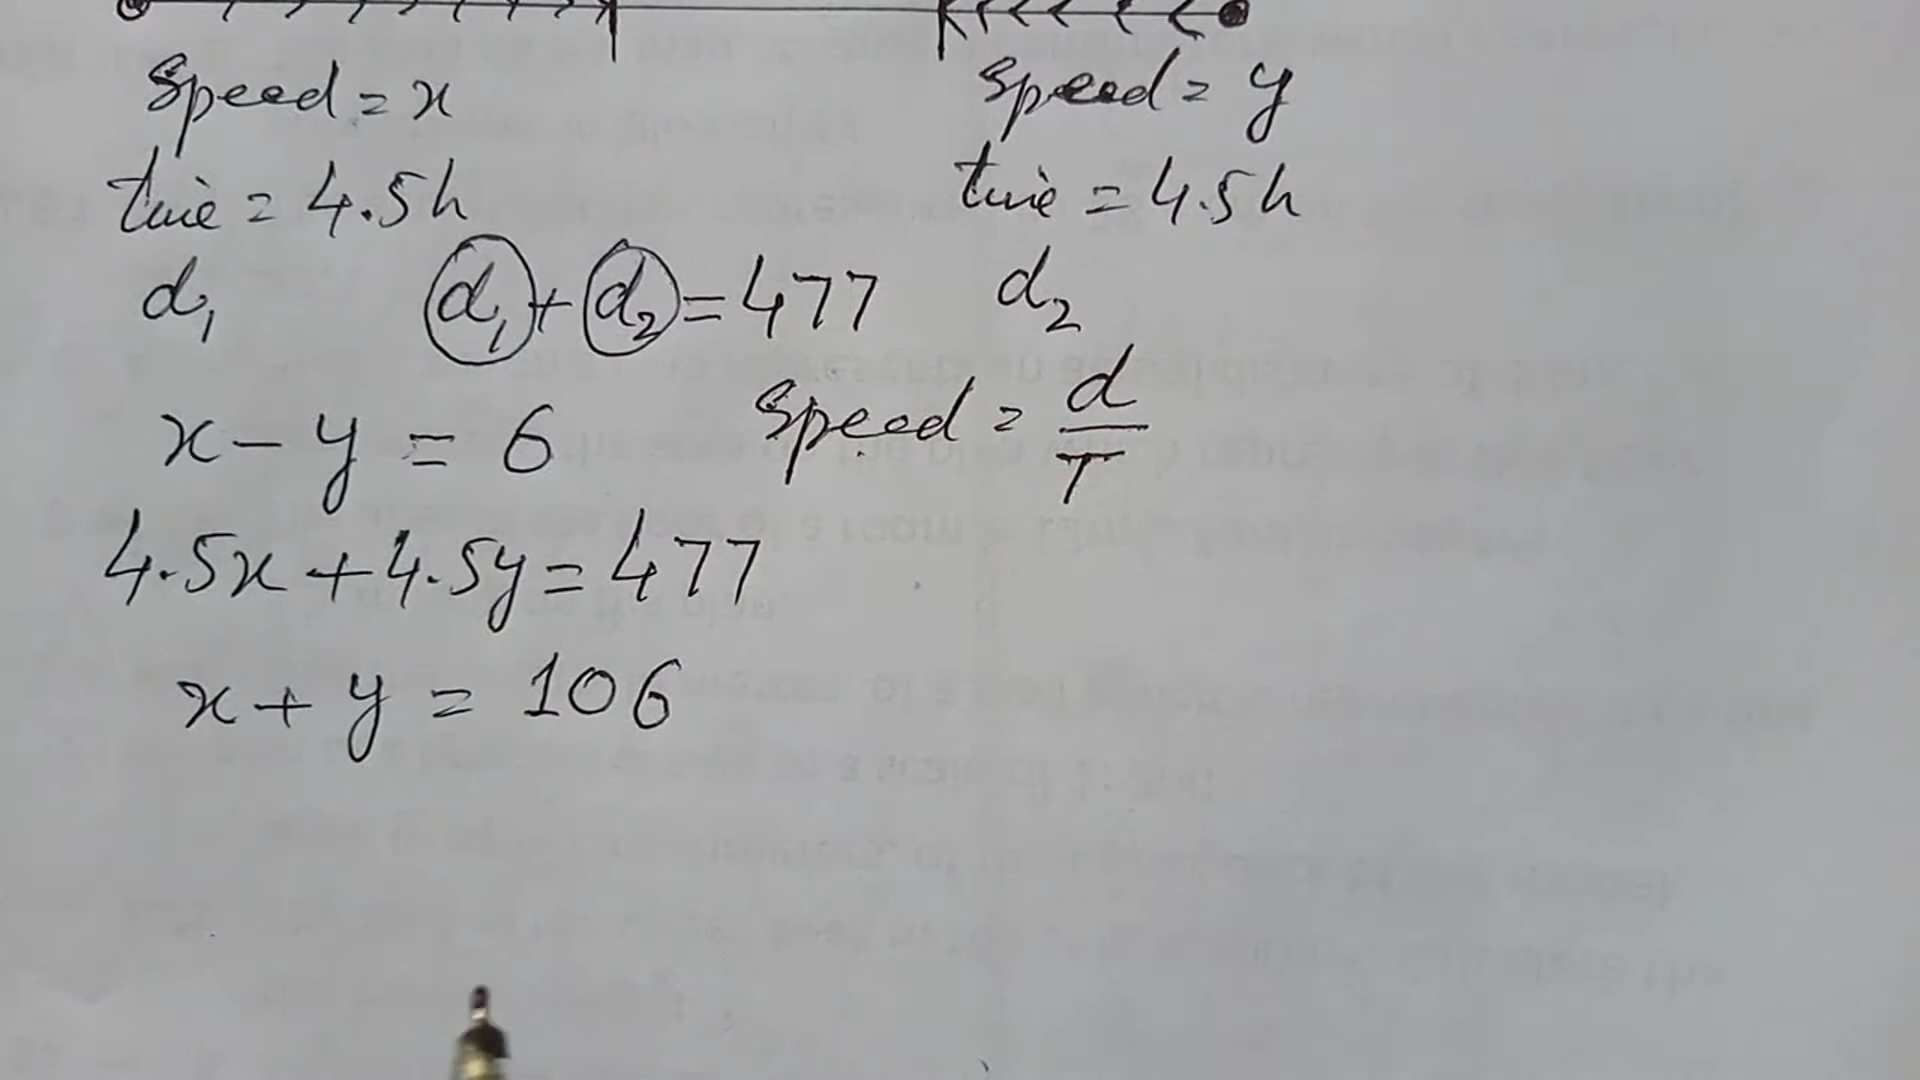 Speed = x Speed = y
time = 4.5h time = 4.5h
d₁ d₁ + d₂ = 477 d₂
x - y = 6 Speed = d/T
4.5x + 4.5y = 477
x + y = 106